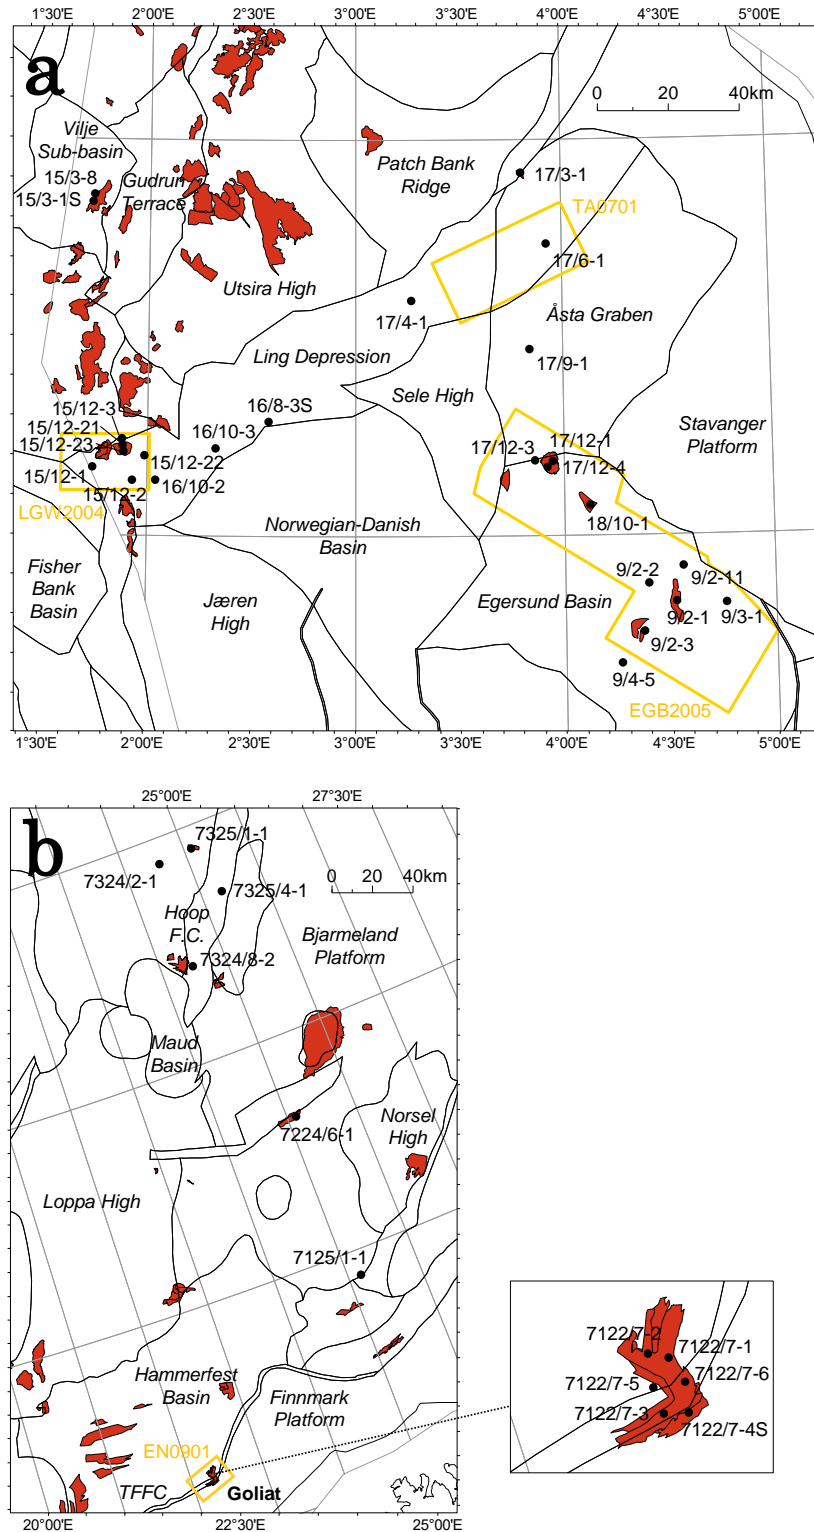 1°30'E 2°00'E 2°30'E 3°00'E 3°30'E 4°00'E 4°30'E 5°00'E
a
0 20 40km
Vilje
Sub-basin
Patch Bank
Ridge
15/3-8
15/3-1S
Gudrun
Terrace
17/3-1
TA0701
17/6-1
Utsira High
17/4-1
Åsta Graben
Ling Depression
17/9-1
Sele High
15/12-3
15/12-21
15/12-23
16/8-3S
16/10-3
Stavanger
Platform
17/12-3
17/12-1
17/12-4
15/12-22
15/12-1
15/12-2
16/10-2
LGW2004
18/10-1
Norwegian-Danish
Basin
Fisher
Bank
Basin
9/2-2
9/2-11
Jæren
High
Egersund Basin
9/2-1
9/3-1
9/2-3
9/4-5
EGB2005
1°30'E 2°00'E 2°30'E 3°00'E 3°30'E 4°00'E 4°30'E 5°00'E
25°00'E 27°30'E
b
7325/1-1
7324/2-1
0 20 40km
7325/4-1
Hoop
F.C.
Bjarmeland
Platform
7324/8-2
Maud
Basin
Norsel
High
7224/6-1
Loppa High
7125/1-1
7122/7-2
7122/7-1
7122/7-6
7122/7-5
7122/7-3
7122/7-4S
Hammerfest
Basin
Finnmark
Platform
EN0901
TFFC
Goliat
20°00'E 22°30'E 25°00'E